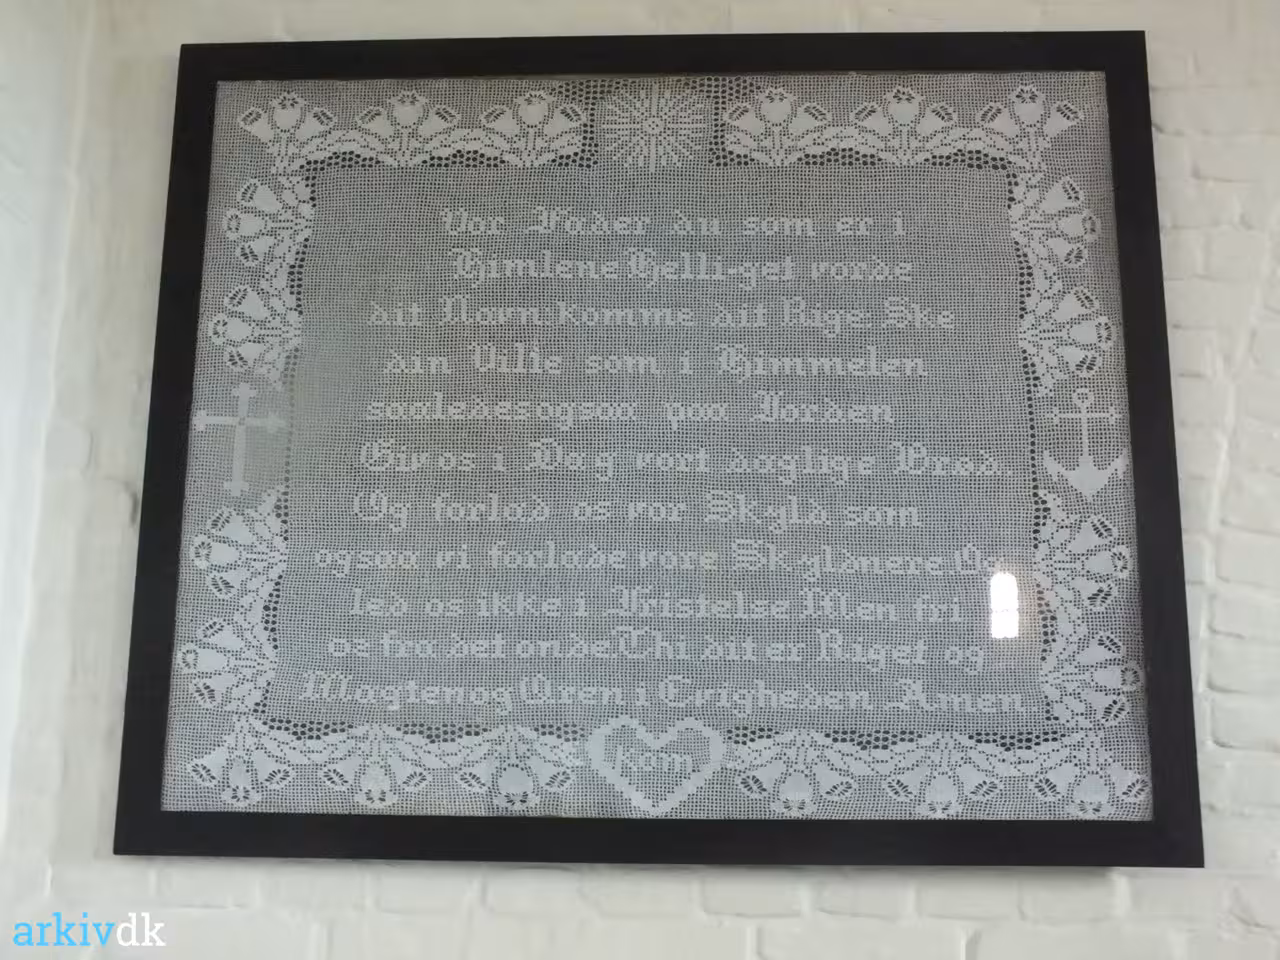 Vor Fader du som er i
Himlene Helli-get vorde
dit Navn komme dit Rige Ske
din Vilie som i Himmelen
saaledesogsaa paa Jorden
Giv os i Dag vort daglige Brød.
Og forlad os vor Skyld som
ogsaa vi forlade vore Skyldnere
led os ikke i Fristelse Men fri
os fra det onde Thi dit er Riget og
Magten og Æren i Evigheden Amen.
arkivdk